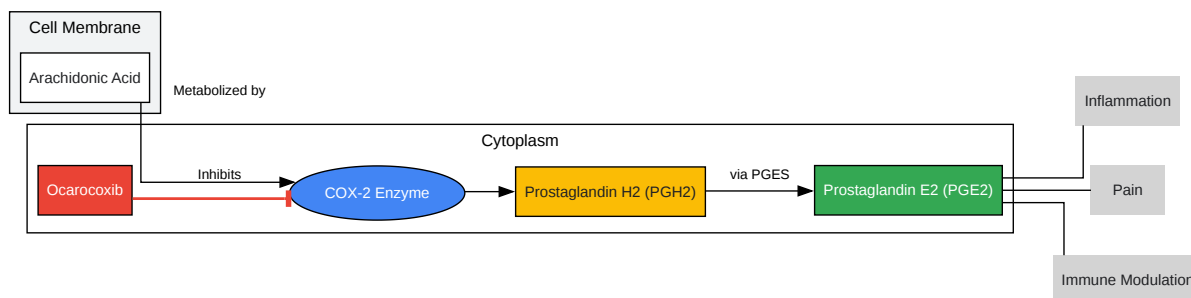 Cell Membrane
Arachidonic Acid
Metabolized by
Inflammation
Cytoplasm
Ocarocoxib
Inhibits
COX-2 Enzyme
Prostaglandin H2 (PGH2)
via PGES
Prostaglandin E2 (PGE2)
Pain
Immune Modulation